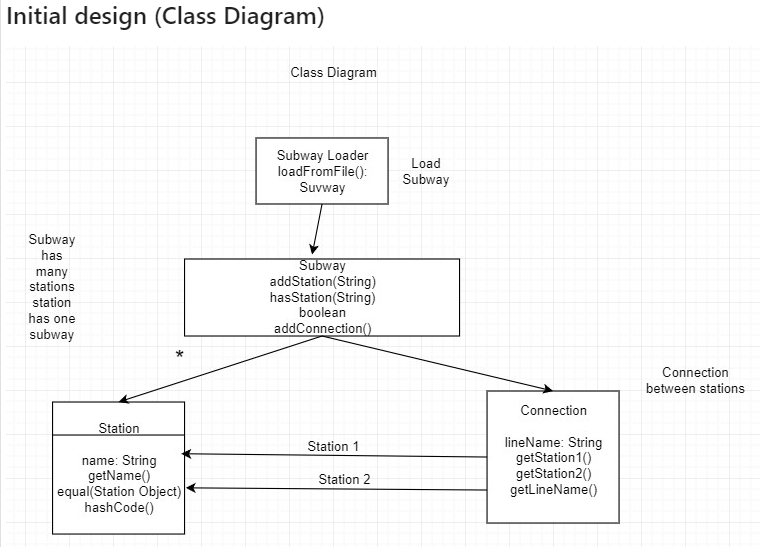 Initial design (Class Diagram)
Class Diagram
Subway Loader
loadFromFile():
Suvway
Load
Subway
Subway
has
many
stations
station
has one
subway
Subway
addStation(String)
hasStation(String)
boolean
addConnection()
*
Connection
between stations
Station
name: String
getName()
equal(Station Object)
hashCode()
Station 1
Station 2
Connection
lineName: String
getStation1()
getStation2()
getLineName()